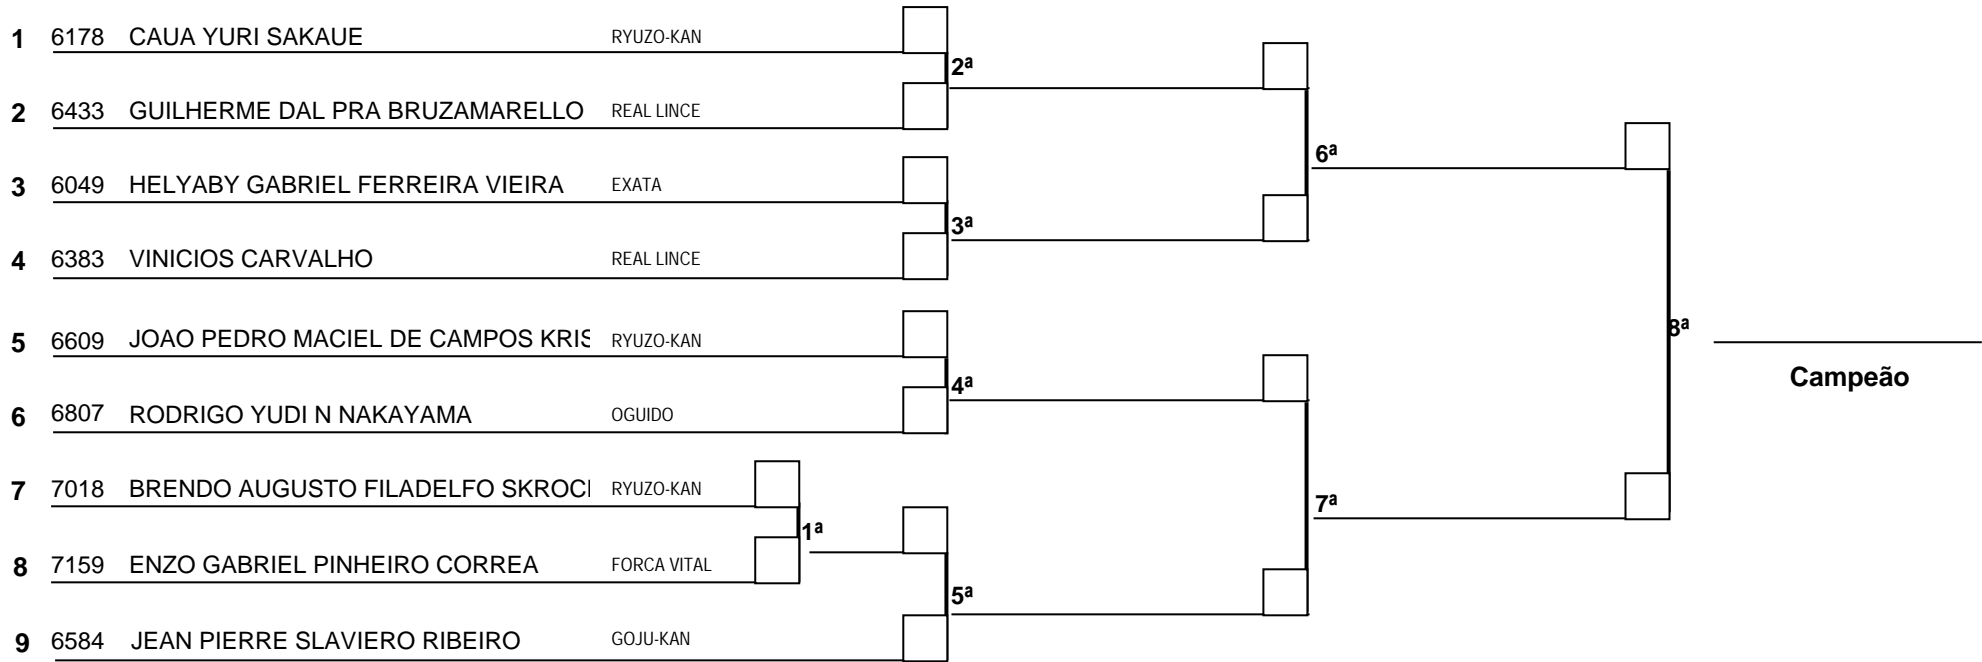 1 6178 CAUA YURI SAKAUE RYUZO-KAN
2ª
2 6433 GUILHERME DAL PRA BRUZAMARELLO REAL LINCE
6ª
3 6049 HELYABY GABRIEL FERREIRA VIEIRA EXATA
3ª
4 6383 VINICIOS CARVALHO REAL LINCE
8ª
5 6609 JOAO PEDRO MACIEL DE CAMPOS KRIS RYUZO-KAN
Campeão
4ª
6 6807 RODRIGO YUDI N NAKAYAMA OGUIDO
7 7018 BRENDO AUGUSTO FILADELFO SKROCI RYUZO-KAN
7ª
1ª
8 7159 ENZO GABRIEL PINHEIRO CORREA FORCA VITAL
5ª
9 6584 JEAN PIERRE SLAVIERO RIBEIRO GOJU-KAN